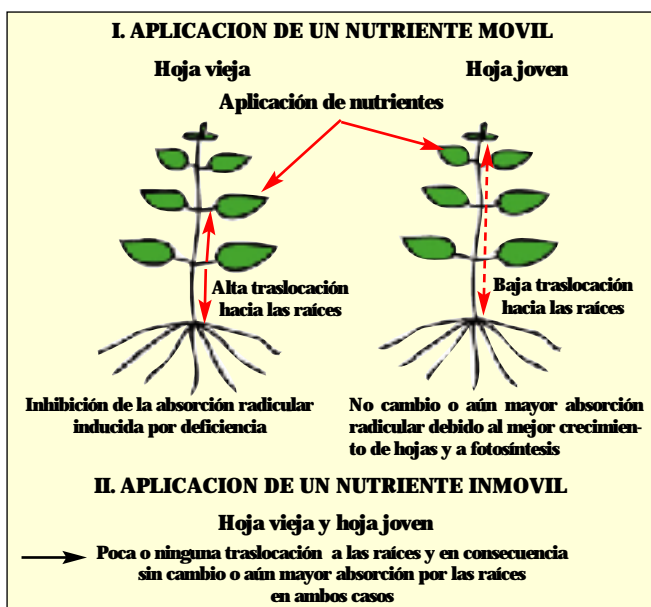 I. APLICACION DE UN NUTRIENTE MOVIL
Hoja vieja
Hoja joven
Aplicación de nutrientes
Alta traslocación
hacia las raíces
Baja traslocación
hacia las raíces
Inhibición de la absorción radicular
inducida por deficiencia
No cambio o aún mayor absorción
radicular debido al mejor crecimien-
to de hojas y a fotosíntesis
II. APLICACION DE UN NUTRIENTE INMOVIL
Hoja vieja y hoja joven
Poca o ninguna traslocación a las raíces y en consecuencia
sin cambio o aún mayor absorción por las raíces
en ambos casos